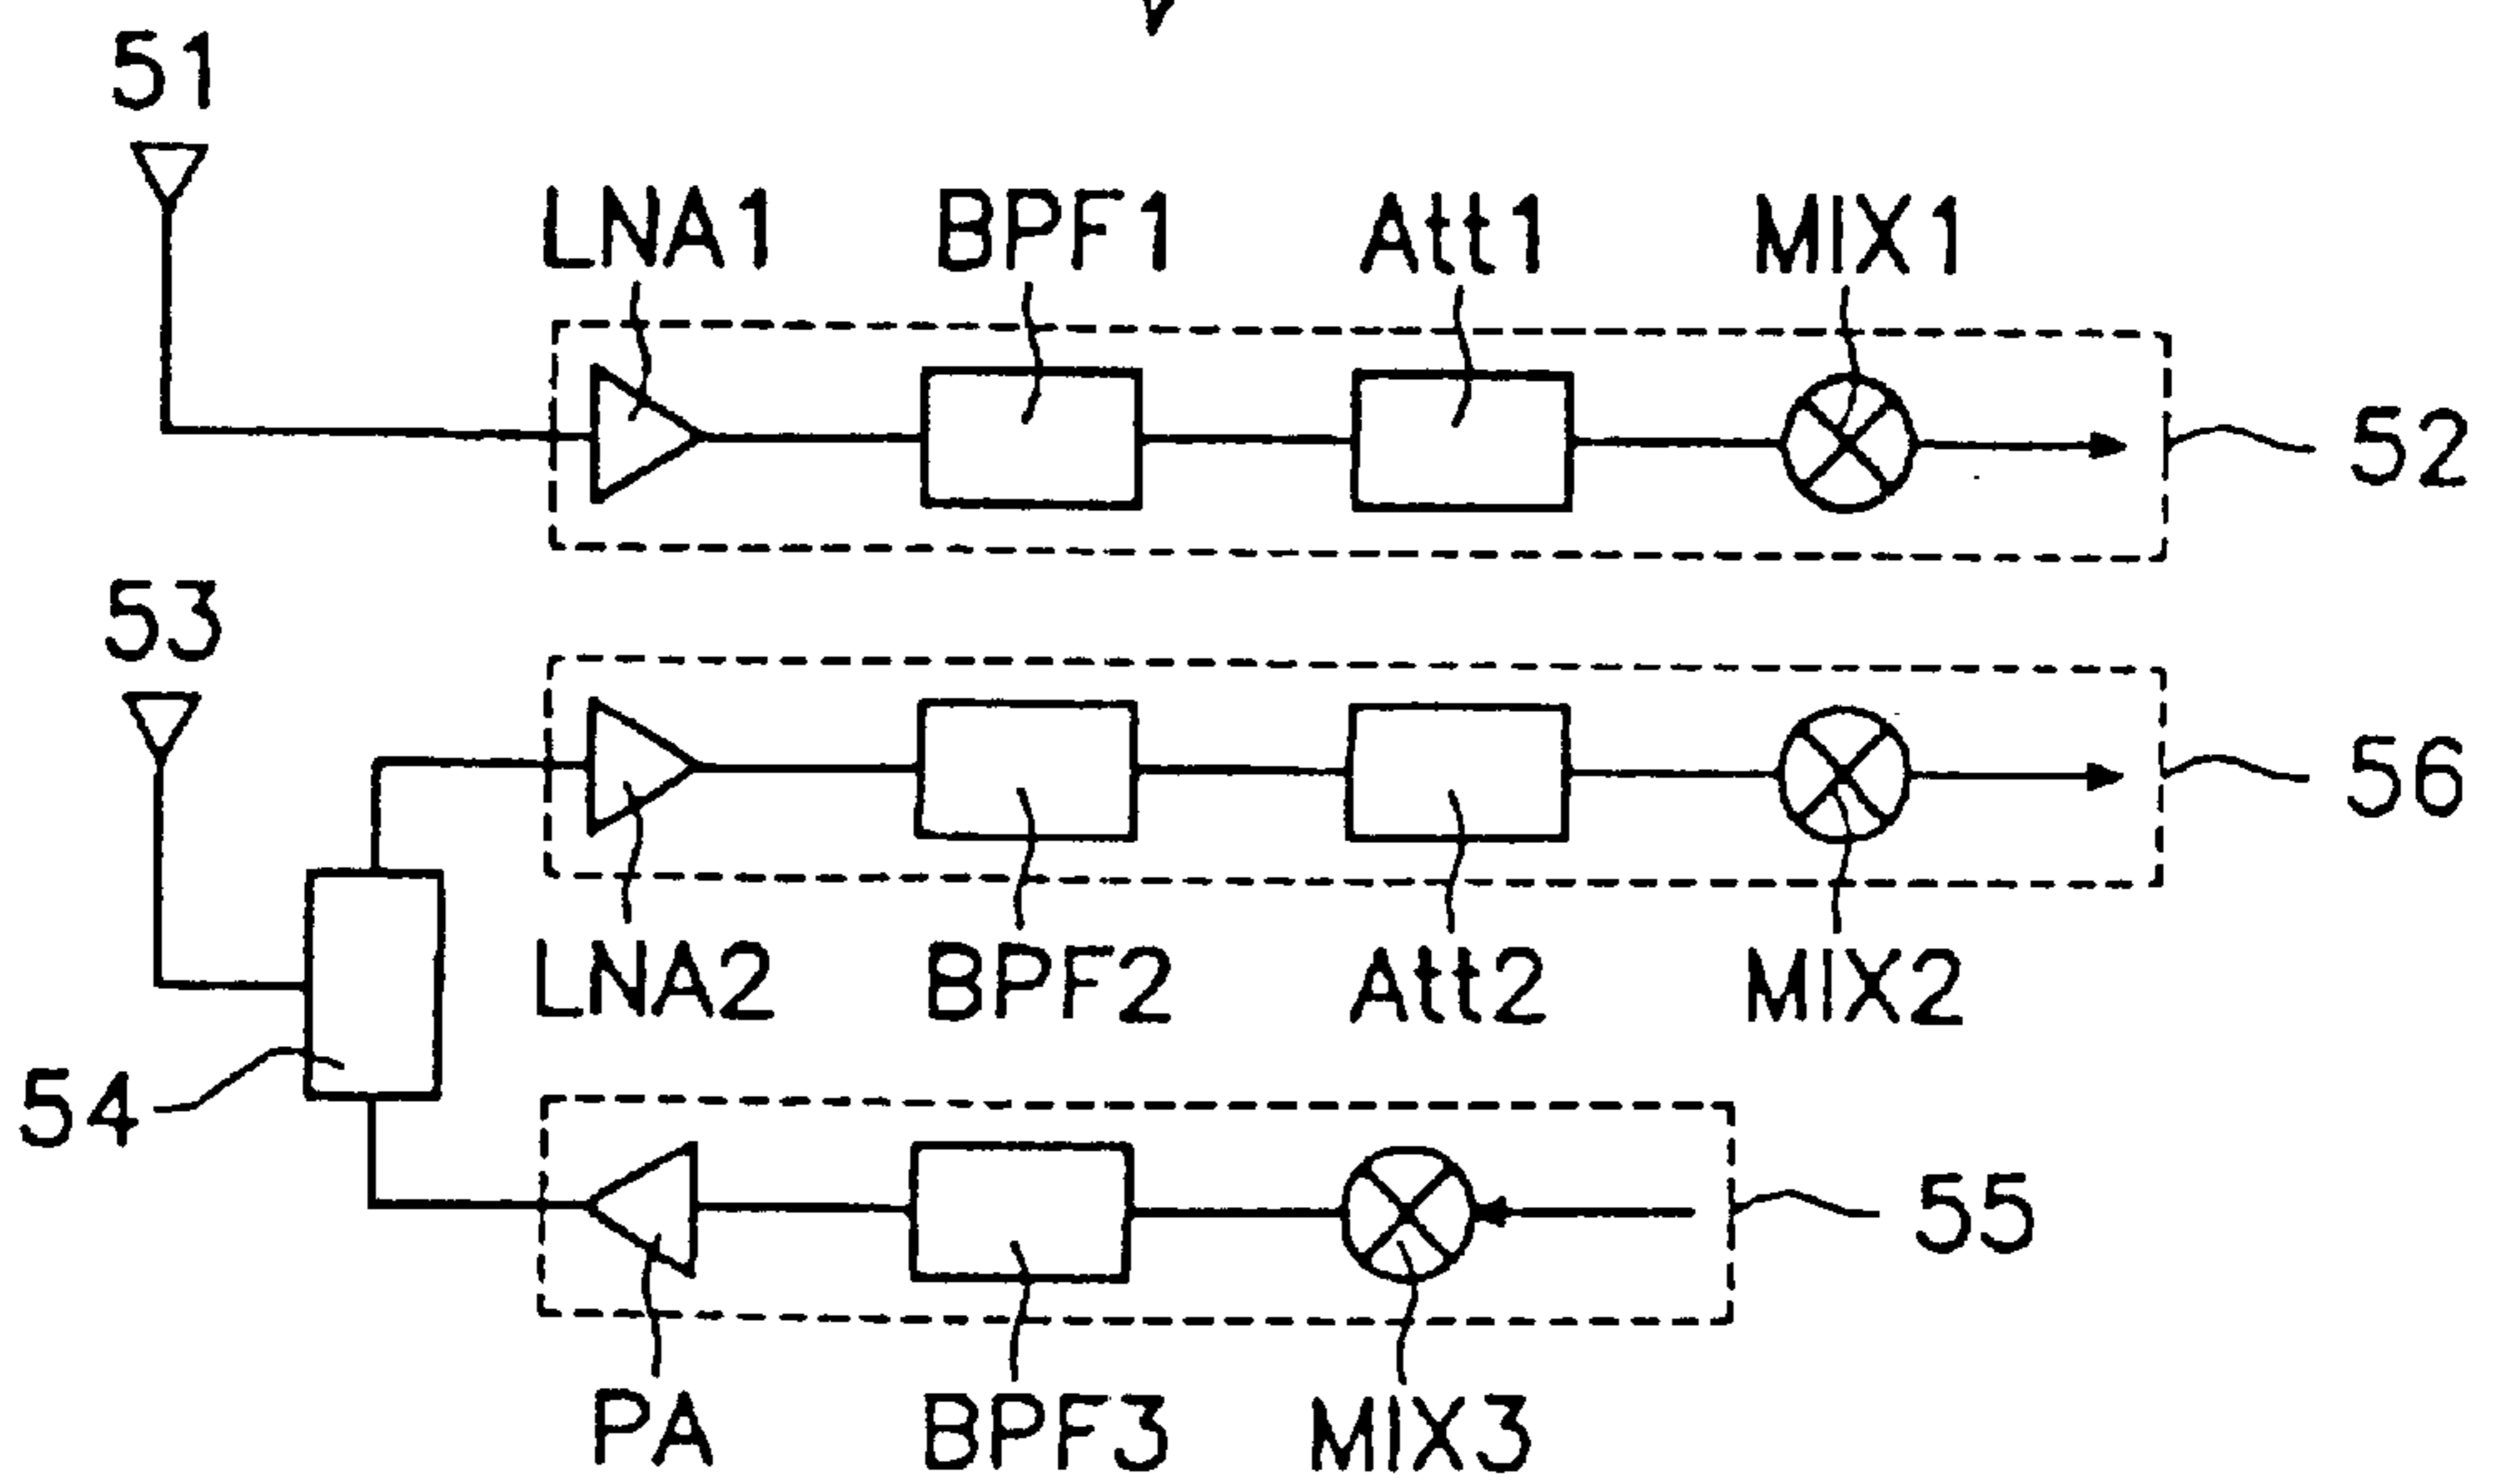 51
LNA1 BPF1 Att1 MIX1
52
53
56
LNA2 BPF2 Att2 MIX2
54
55
PA BPF3 MIX3